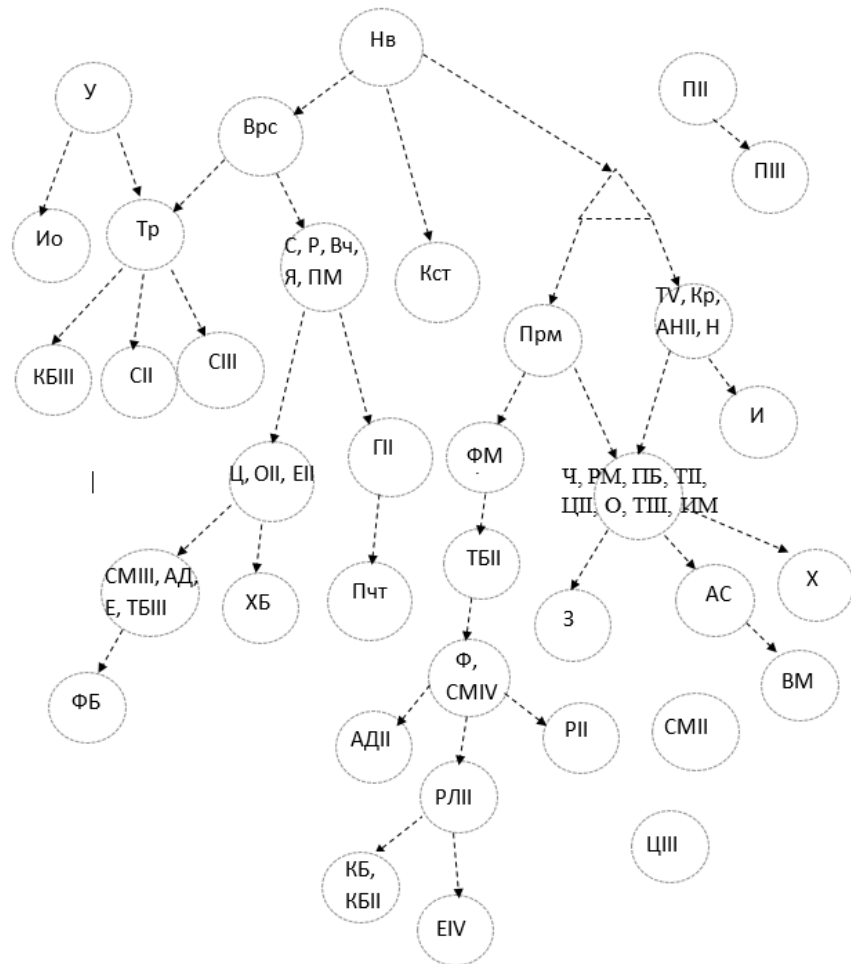 Нв
У
ПII
Врс
ПIII
Ио
Тр
С, Р, Вч,
Я, ПМ
Кст
TV, Кр,
АНII, Н
Прм
КБIII
СII
СIII
И
Ц, ОII, ЕII
ГII
ФМ
Ч, РМ, ПБ, ТII,
ЦII, О, ТIII, ИМ
ТБII
СМIII, АД,
Е, ТБIII
ХБ
Пчт
З
АС
Х
ФБ
Ф,
СМIV
ВМ
АДII
РII
СМII
РЛII
ЦIII
КБ,
КБII
ЕIV